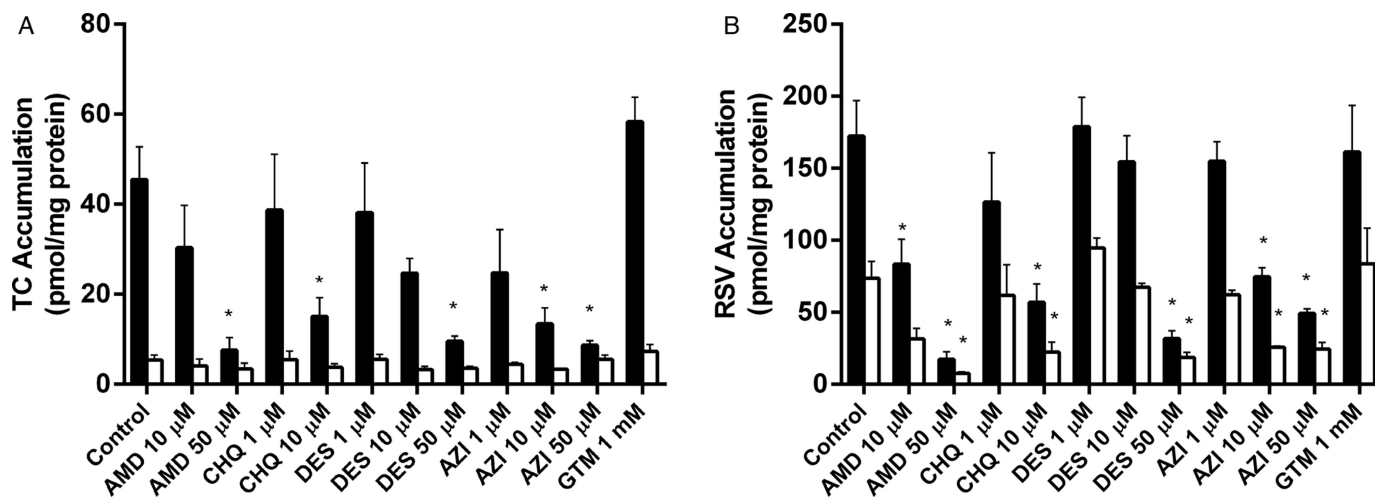 A
TC Accumulation
(pmol/mg protein)
80
60
40
20
0
*
*
*
*
*
Control
AMD 10 μM
AMD 50 μM
CHQ 1 μM
CHQ 10 μM
DES 1 μM
DES 10 μM
DES 50 μM
AZI 1 μM
AZI 10 μM
AZI 50 μM
GTM 1 mM
B
RSV Accumulation
(pmol/mg protein)
250
200
150
100
50
0
*
*
*
*
*
*
*
*
*
*
*
Control
AMD 10 μM
AMD 50 μM
CHQ 1 μM
CHQ 10 μM
DES 1 μM
DES 10 μM
DES 50 μM
AZI 1 μM
AZI 10 μM
AZI 50 μM
GTM 1 mM